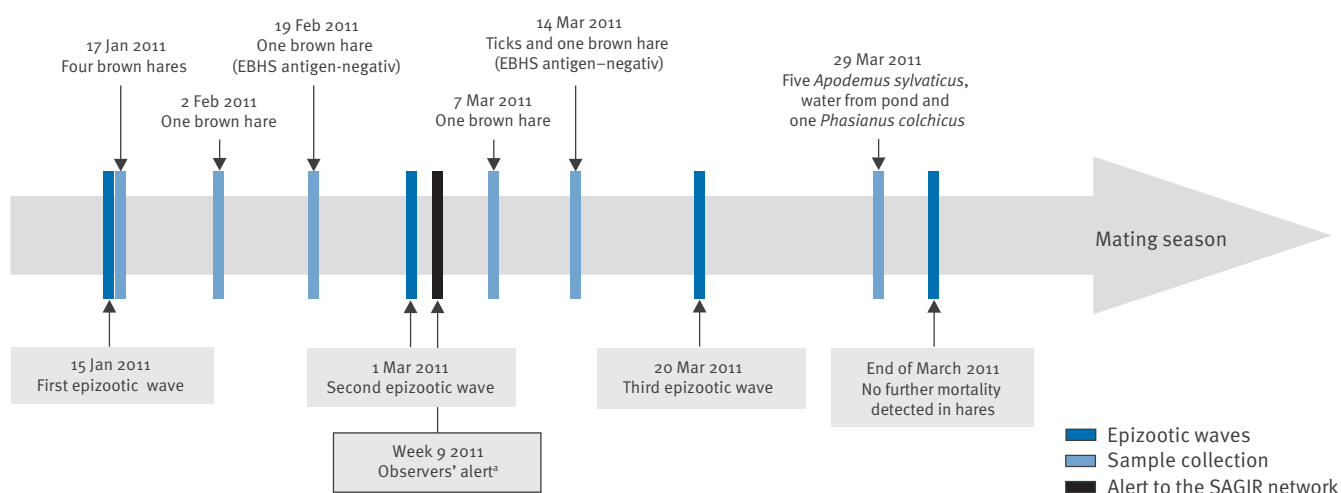 17 Jan 2011
Four brown hares
2 Feb 2011
One brown hare
19 Feb 2011
One brown hare
(EBHS antigen-negativ)
7 Mar 2011
One brown hare
14 Mar 2011
Ticks and one brown hare
(EBHS antigen–negativ)
29 Mar 2011
Five Apodemus sylvaticus,
water from pond and
one Phasianus colchicus
Mating season
15 Jan 2011
First epizootic wave
1 Mar 2011
Second epizootic wave
Week 9 2011
Observers' alertᵃ
20 Mar 2011
Third epizootic wave
End of March 2011
No further mortality
detected in hares
Epizootic waves
Sample collection
Alert to the SAGIR network